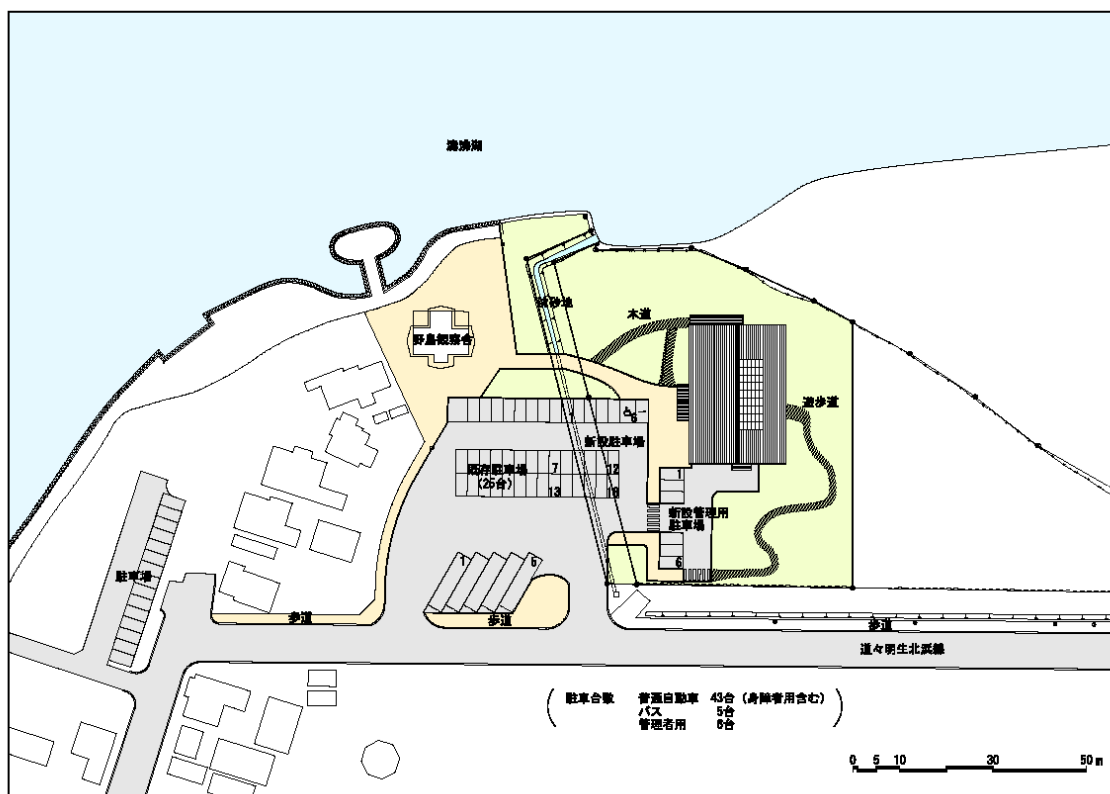 濤沸湖
木道
野鳥観察舎
遊歩道
6
新設駐車場
既存駐車場
(25台)
7
12
13
18
1
新設管理用
駐車場
6
1
5
駐車場
歩道
歩道
歩道
道々明生北浜線
駐車台数 普通自動車 43台（身障者用含む）
バス 5台
管理者用 6台
0 5 10 30 50 m